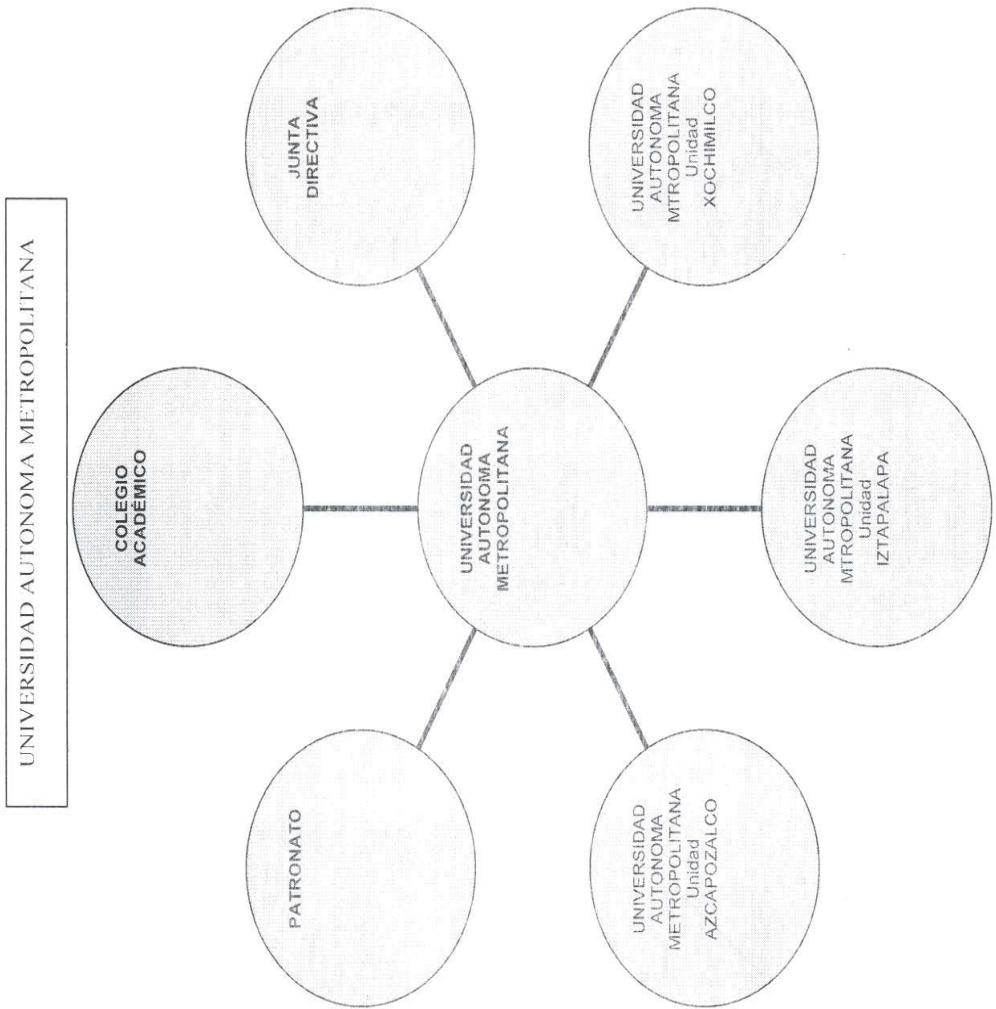 UNIVERSIDAD AUTONOMA METROPOLITANA
COLEGIO
ACADÉMICO
JUNTA
DIRECTIVA
UNIVERSIDAD
AUTONOMA
MTROPOLITANA
Unidad
XOCHIMILCO
UNIVERSIDAD
AUTONOMA
MTROPOLITANA
Unidad
IZTAPALAPA
UNIVERSIDAD
AUTONOMA
METROPOLITANA
Unidad
AZCAPOZALCO
PATRONATO
UNIVERSIDAD
AUTONOMA
METROPOLITANA